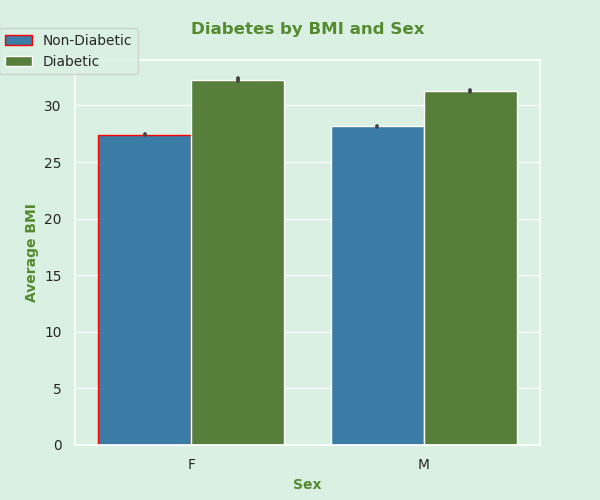 Diabetes by BMI and Sex
Non-Diabetic
Diabetic
30
25
20
15
10
5
0
Average BMI
F M
Sex